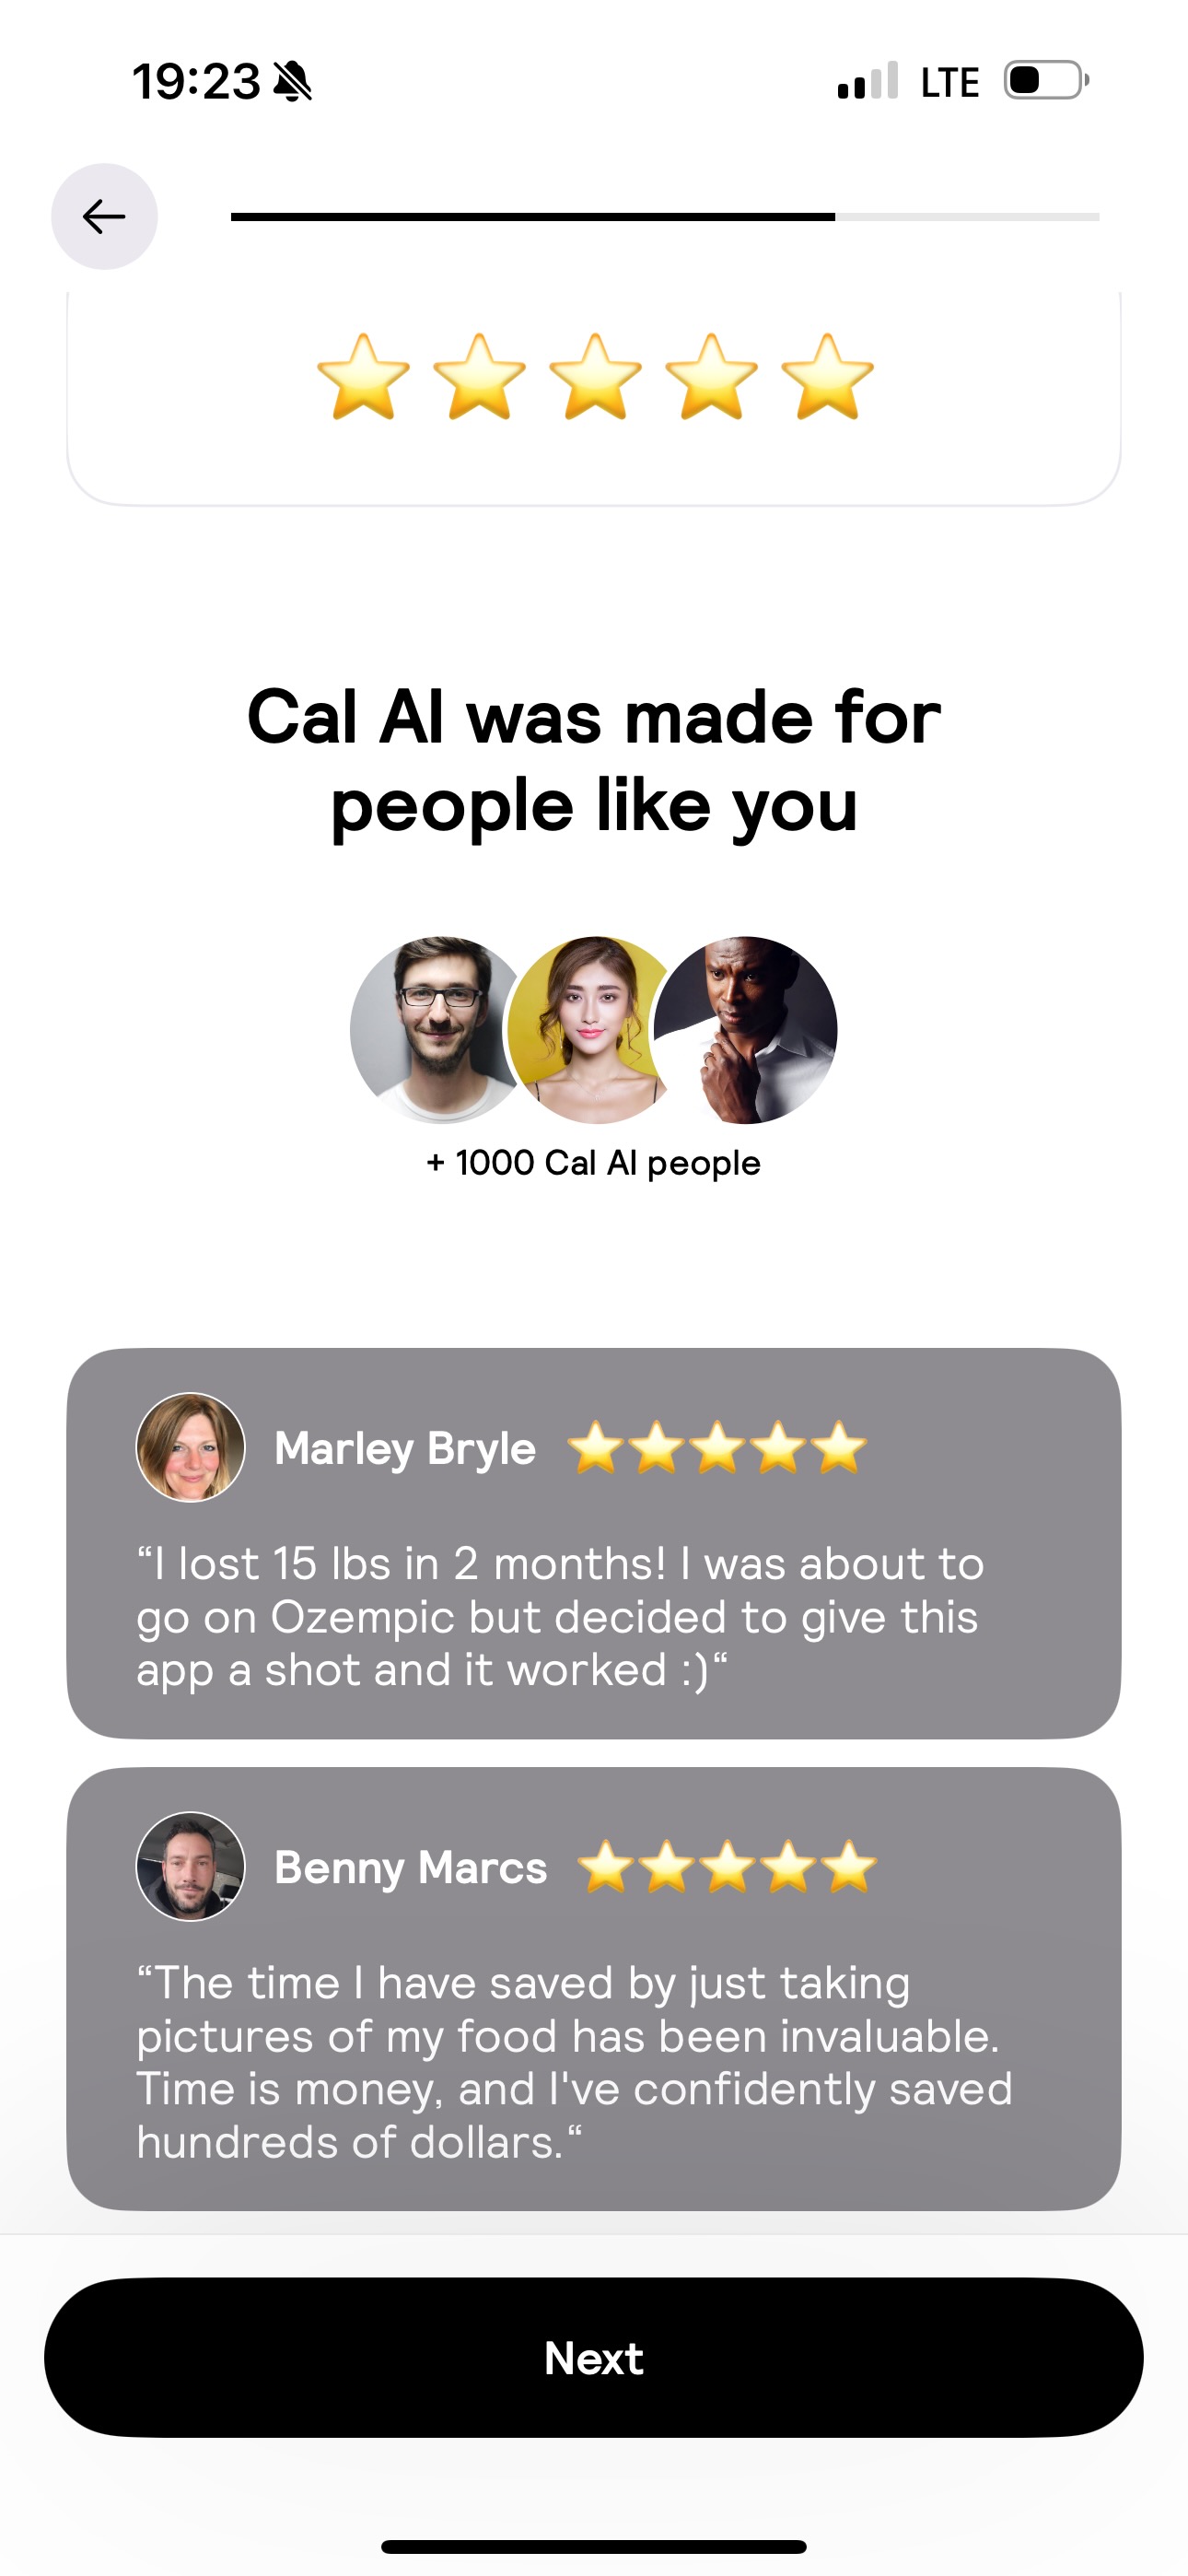 19:23
LTE
Cal AI was made for
people like you
+ 1000 Cal AI people
Marley Bryle
“I lost 15 lbs in 2 months! I was about to
go on Ozempic but decided to give this
app a shot and it worked :)“
Benny Marcs
“The time I have saved by just taking
pictures of my food has been invaluable.
Time is money, and I've confidently saved
hundreds of dollars.“
Next